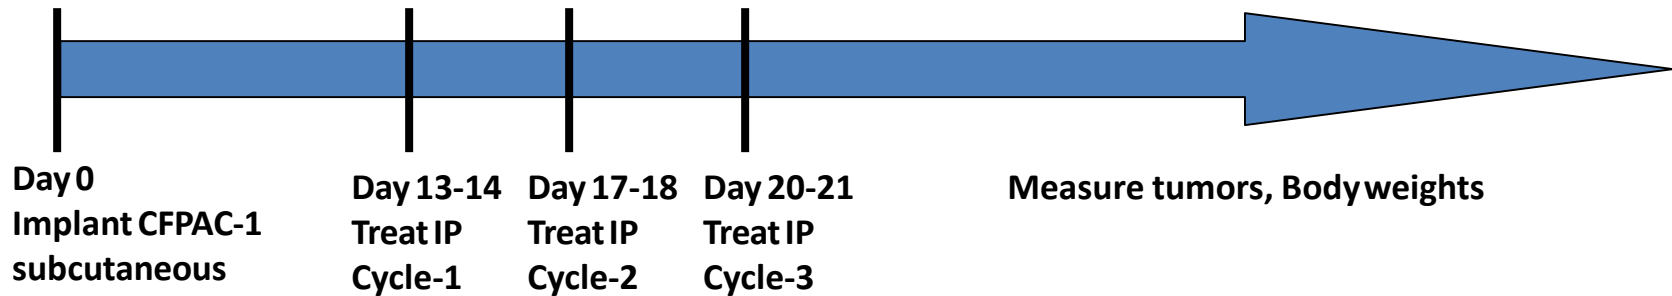 Day 0
Implant CFPAC-1
subcutaneous
Day 13-14
Treat IP
Cycle-1
Day 17-18
Treat IP
Cycle-2
Day 20-21
Treat IP
Cycle-3
Measure tumors, Body weights